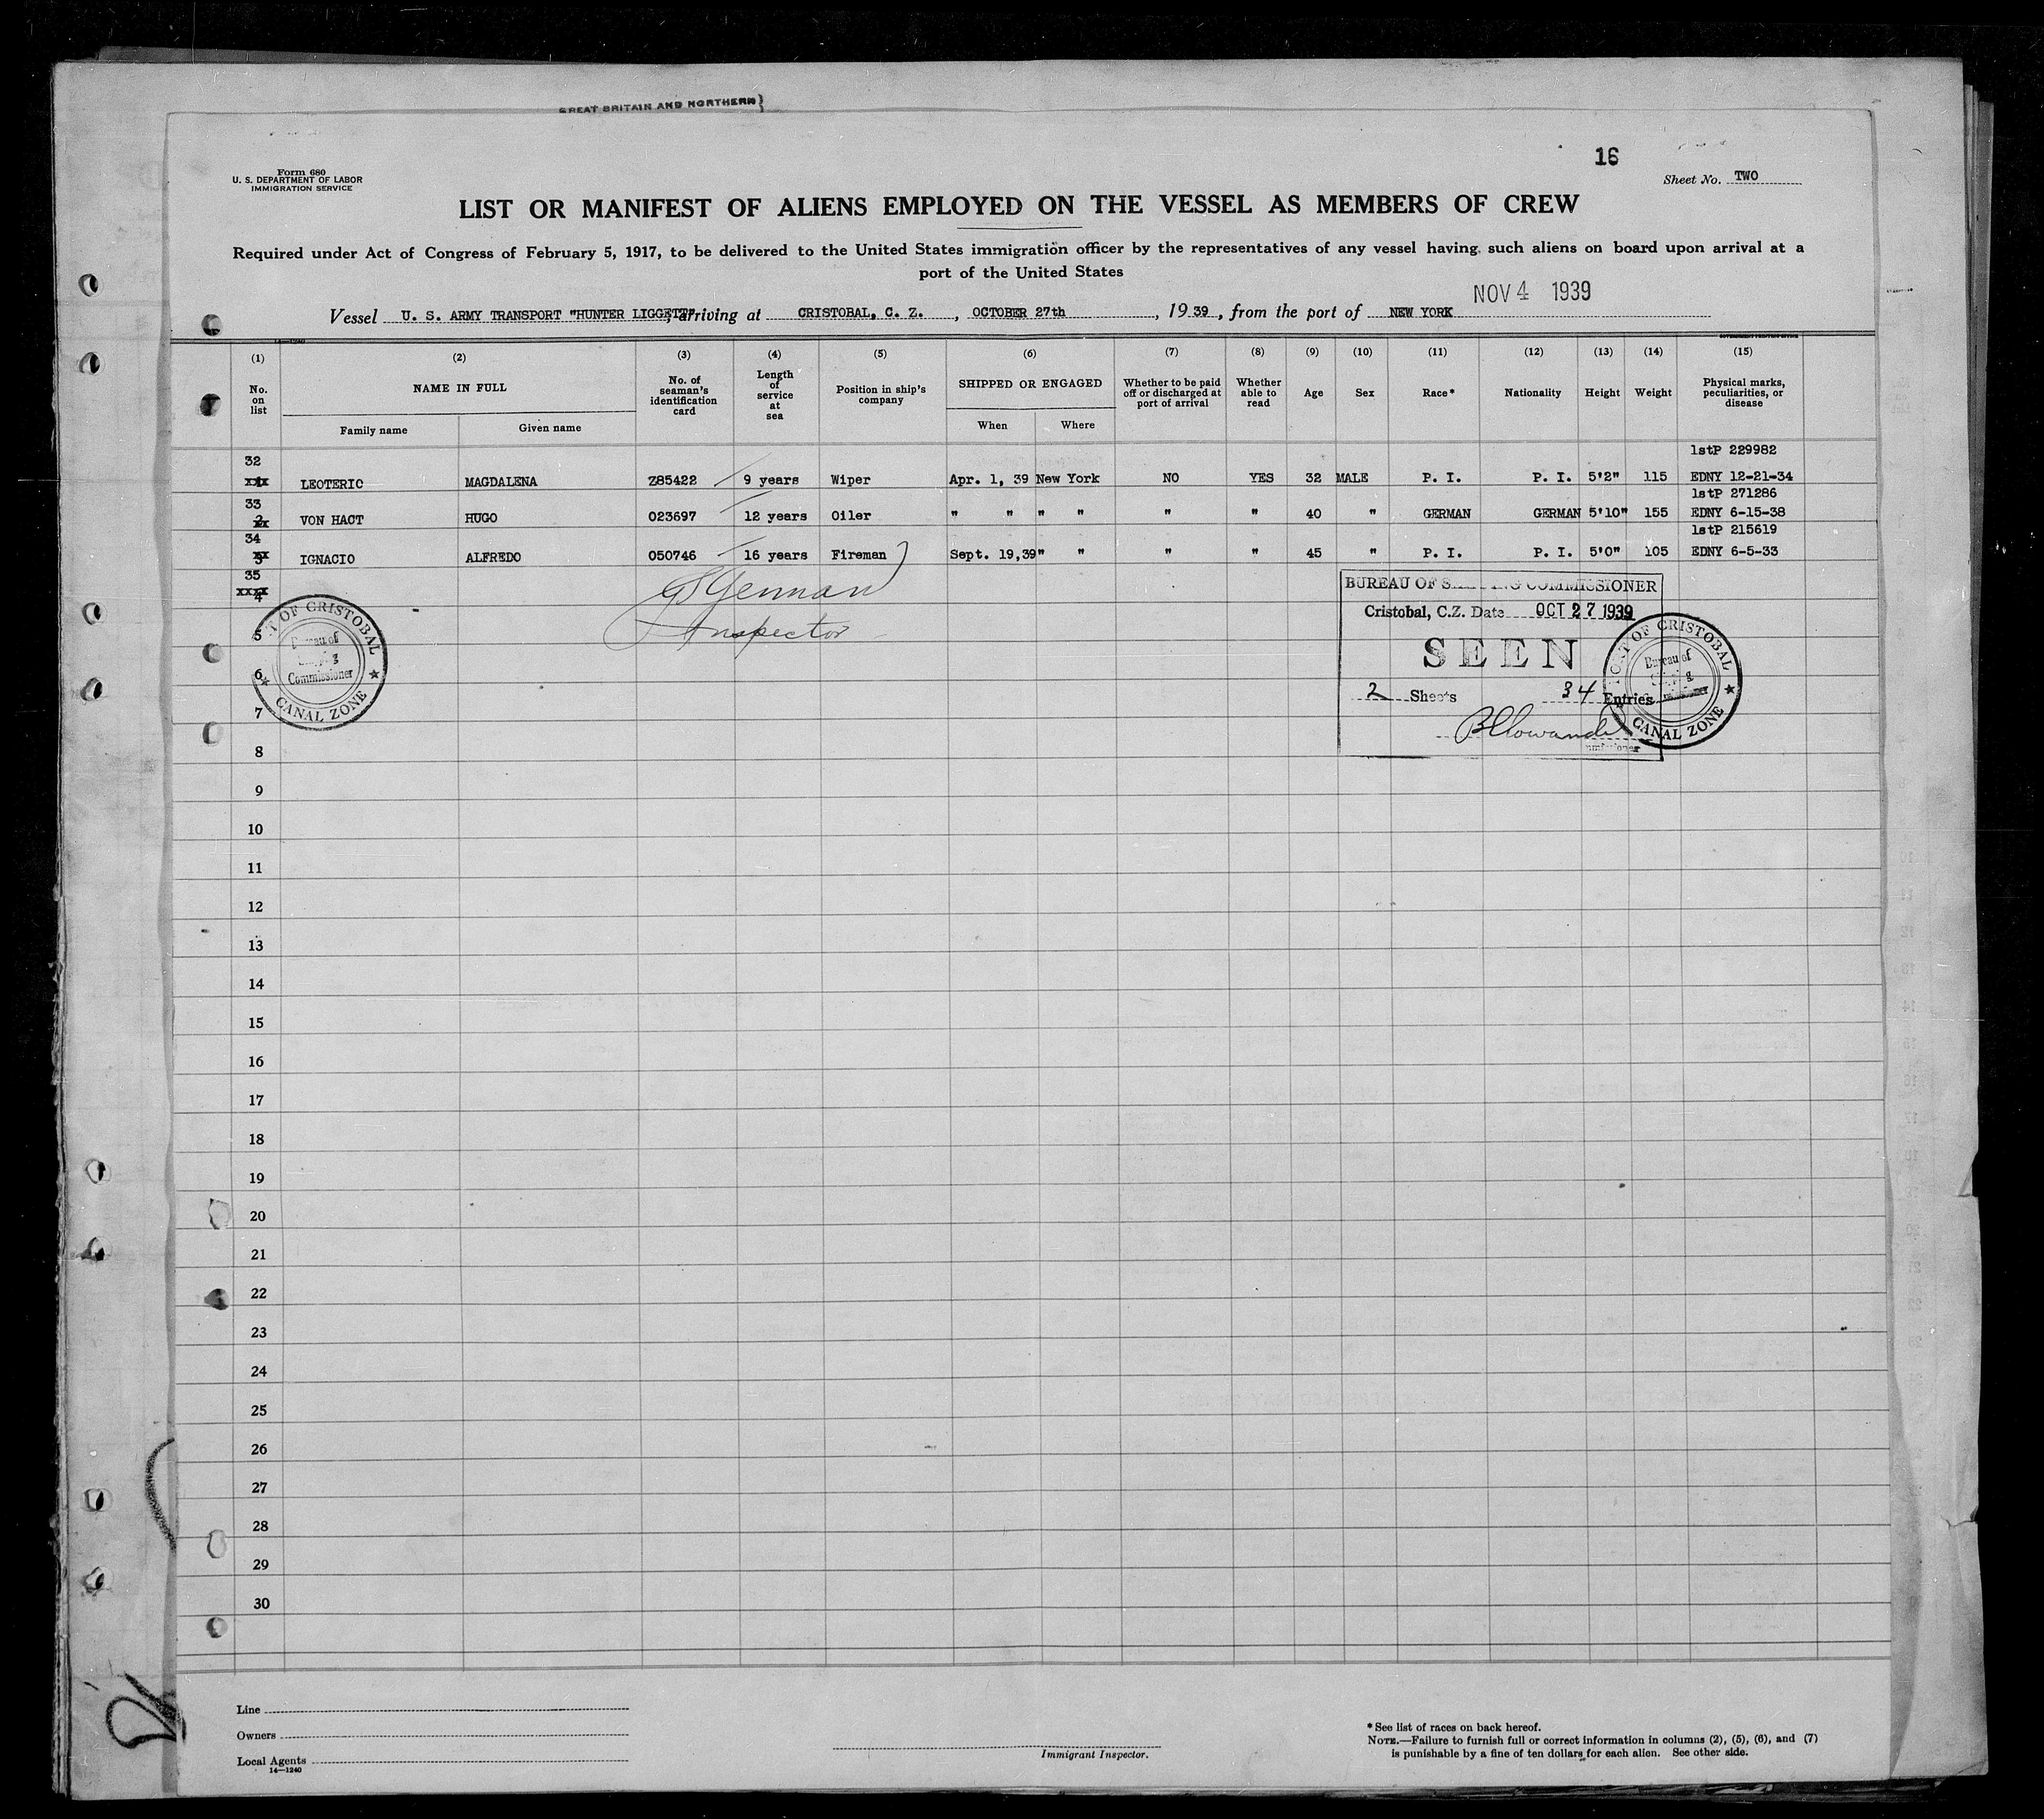 GREAT BRITAIN AND NORTHERN}
16
Form 680
U. S. DEPARTMENT OF LABOR
IMMIGRATION SERVICE
Sheet No. TWO
LIST OR MANIFEST OF ALIENS EMPLOYED ON THE VESSEL AS MEMBERS OF CREW
Required under Act of Congress of February 5, 1917, to be delivered to the United States immigration officer by the representatives of any vessel having such aliens on board upon arrival at a
port of the United States
NOV 4 1939
Vessel U. S. ARMY TRANSPORT "HUNTER LIGGETT", arriving at CRISTOBAL, C. Z., OCTOBER 27th, 1939, from the port of NEW YORK
(1) (2) (3) (4) (5) (6) (7) (8) (9) (10) (11) (12) (13) (14) (15)
No. on list NAME IN FULL Family name Given name No. of seaman's identification card Length of service at sea Position in ship's company SHIPPED OR ENGAGED When Where Whether to be paid off or discharged at port of arrival Whether able to read Age Sex Race* Nationality Height Weight Physical marks, peculiarities, or disease
1stP 229982
32 LEOTERIC MAGDALENA Z85422 9 years Wiper Apr. 1, 39 New York NO YES 32 MALE P. I. P. I. 5'2" 115 EDNY 12-21-34
1stP 271286
33 VON HACT HUGO 023697 12 years Oiler " " " " " " 40 " GERMAN GERMAN 5'10" 155 EDNY 6-15-38
1stP 215619
34 IGNACIO ALFREDO 050746 16 years Fireman Sept. 19,39 " " " " 45 " P. I. P. I. 5'0" 105 EDNY 6-5-33
35
4
Inspector
BUREAU OF COMMISSIONER
Cristobal, C.Z. Date OCT 27 1939
SEEN
2 Sheets 34 Entries
PORT OF CRISTOBAL
Bureau of
Commissioner
CANAL ZONE
OF CRISTOBAL
Bureau of
CANAL ZONE
5
6
7
8
9
10
11
12
13
14
15
16
17
18
19
20
21
22
23
24
25
26
27
28
29
30
Line
Owners
Local Agents
14—1240
Immigrant Inspector.
* See list of races on back hereof.
NOTE.—Failure to furnish full or correct information in columns (2), (5), (6), and (7)
is punishable by a fine of ten dollars for each alien. See other side.